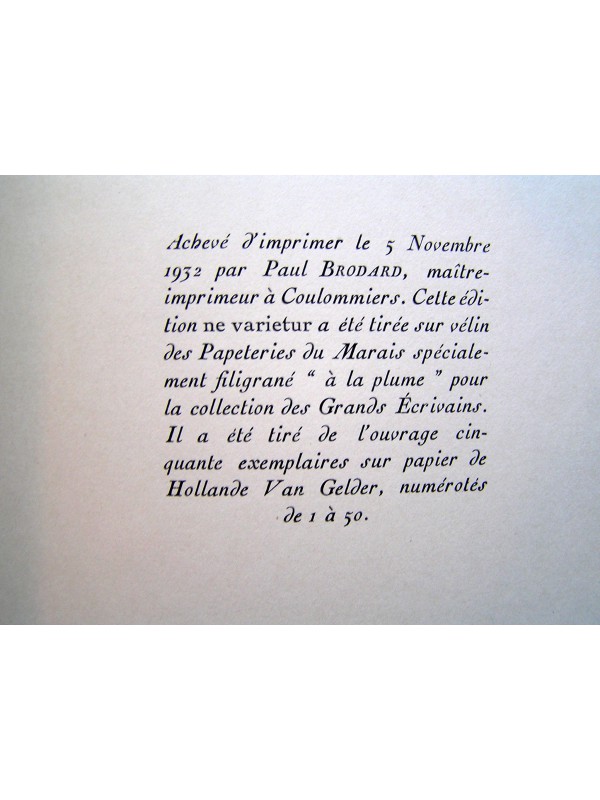 Achevé d'imprimer le 5 Novembre
1932 par Paul BRODARD, maître-
imprimeur à Coulommiers. Cette édi-
tion ne varietur a été tirée sur vélin
des Papeteries du Marais spéciale-
ment filigrané “ à la plume ” pour
la collection des Grands Écrivains.
Il a été tiré de l'ouvrage cin-
quante exemplaires sur papier de
Hollande Van Gelder, numérotés
de 1 à 50.